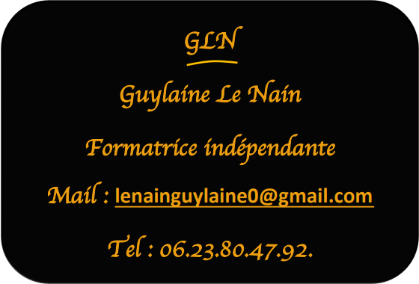 GLN
Guylaine Le Nain
Formatrice indépendante
Mail : lenainguylaine0@gmail.com
Tel : 06.23.80.47.92.